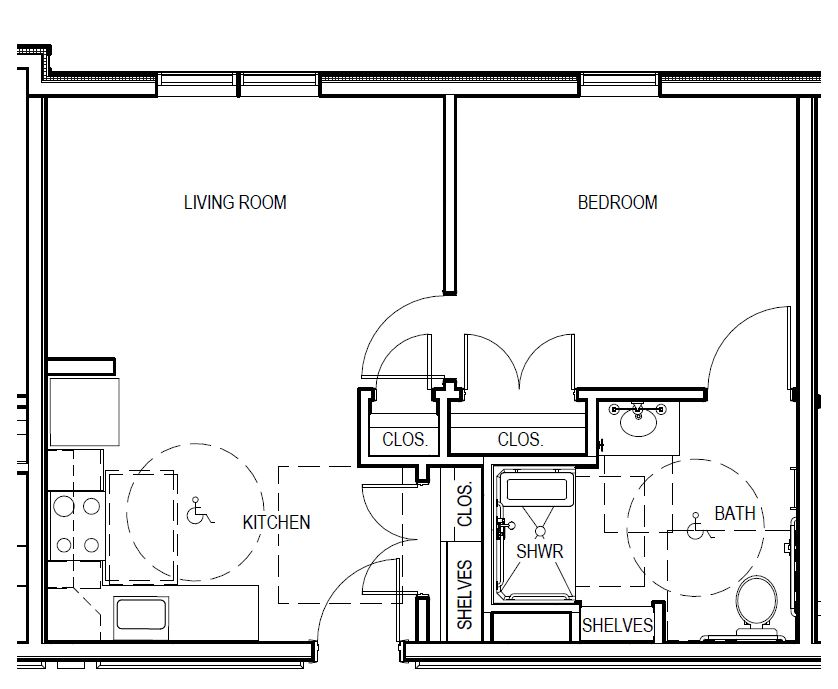 LIVING ROOM
BEDROOM
CLOS.
CLOS.
CLOS.
KITCHEN
BATH
SHWR
SHELVES
SHELVES